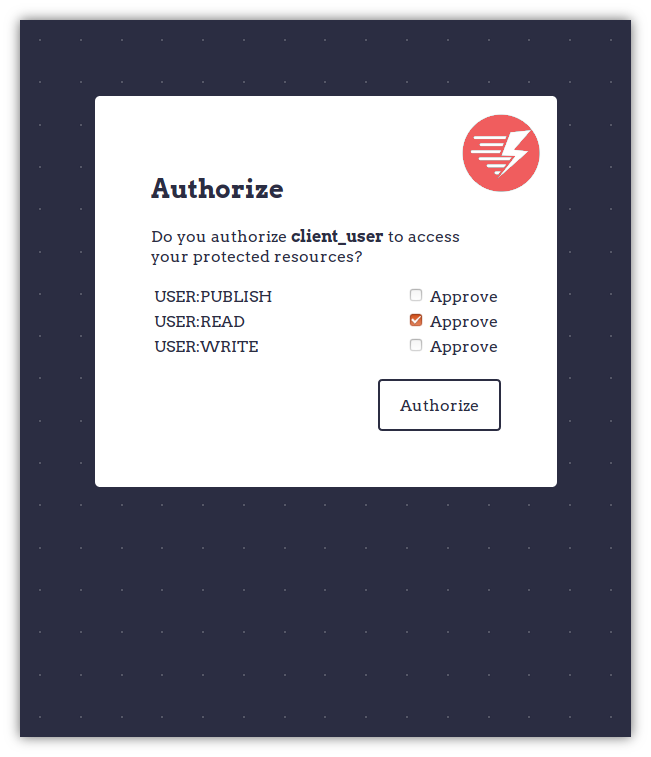 Authorize
Do you authorize client_user to access
your protected resources?
USER:PUBLISH Approve
USER:READ Approve
USER:WRITE Approve
Authorize